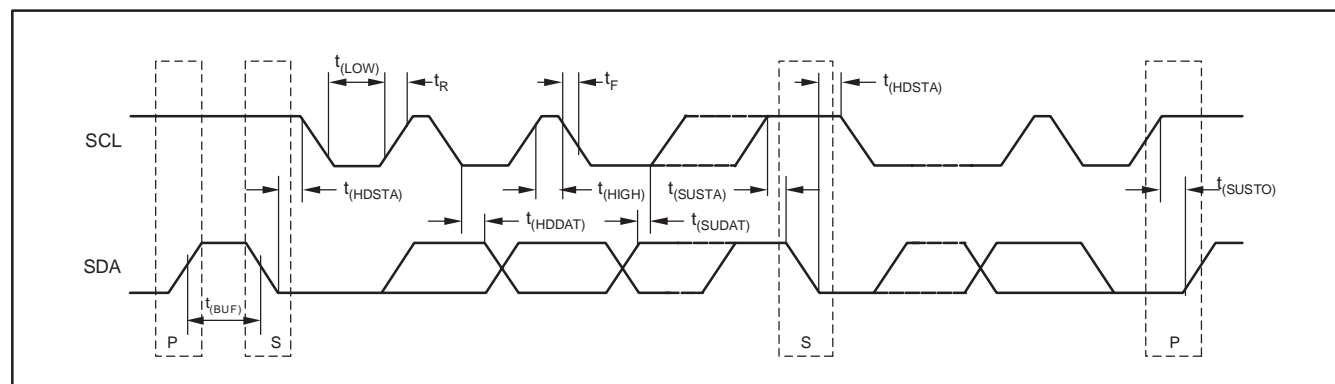 t(LOW)
tR
tF
t(HDSTA)
SCL
t(HDSTA)
t(HIGH)
t(SUSTA)
t(SUSTO)
t(HDDAT)
t(SUDAT)
SDA
t(BUF)
P
S
S
P